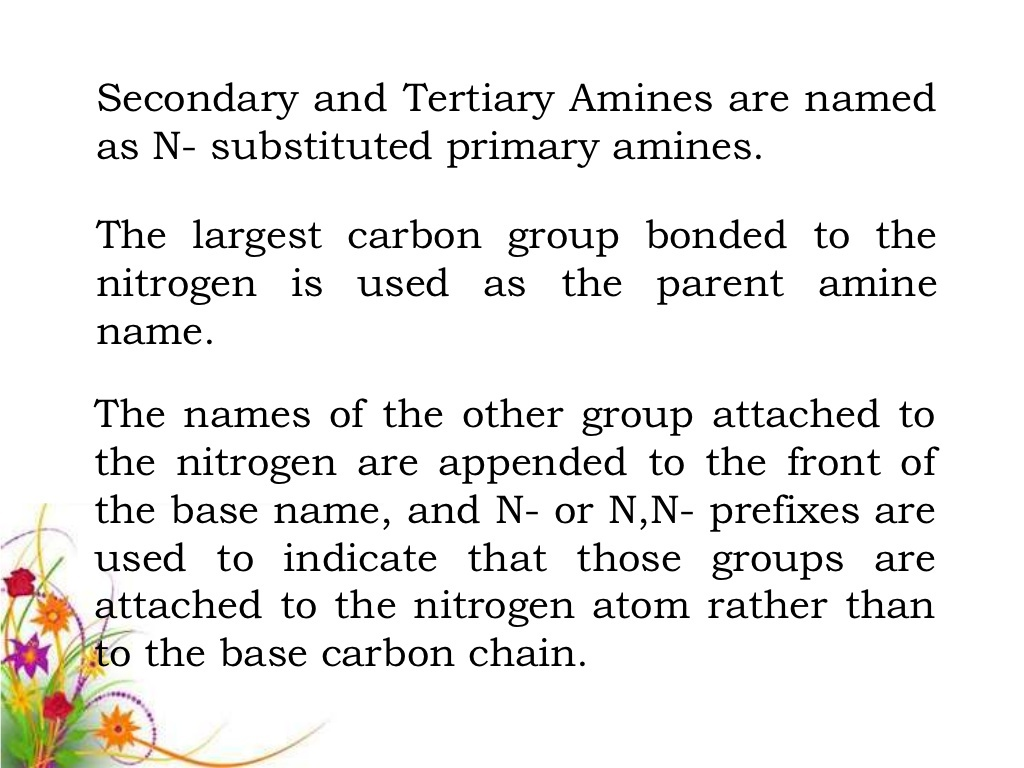 Secondary and Tertiary Amines are named
as N- substituted primary amines.
The largest carbon group bonded to the
nitrogen is used as the parent amine
name.
The names of the other group attached to
the nitrogen are appended to the front of
the base name, and N- or N,N- prefixes are
used to indicate that those groups are
attached to the nitrogen atom rather than
to the base carbon chain.